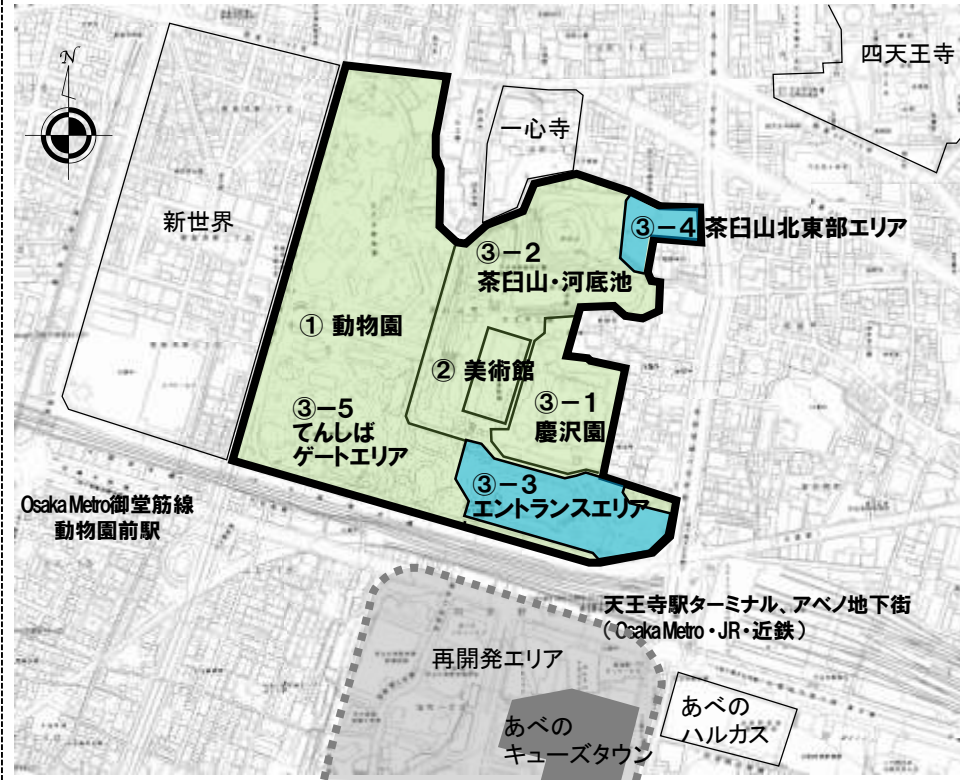 N
四天王寺
一心寺
新世界
③-4 茶臼山北東部エリア
③-2
茶臼山・河底池
① 動物園
② 美術館
③-1
慶沢園
③-5
てんしば
ゲートエリア
③-3
エントランスエリア
Osaka Metro御堂筋線
動物園前駅
天王寺駅ターミナル、アベノ地下街
(Osaka Metro・JR・近鉄)
再開発エリア
あべの
キューズタウン
あべの
ハルカス